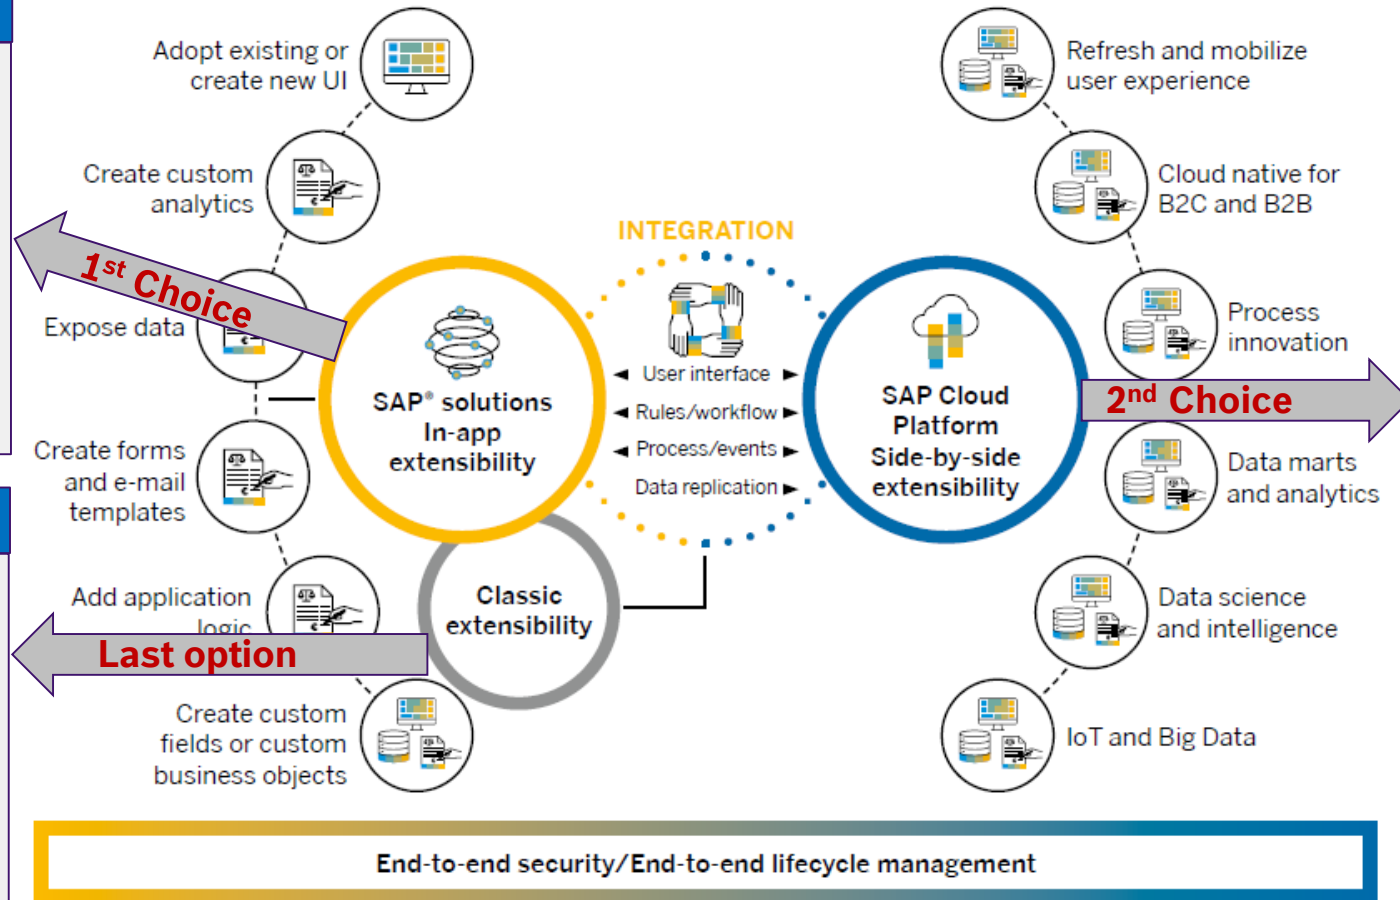 Adopt existing or
create new UI
Create custom
analytics
1st Choice
Expose data
Create forms
and e-mail
templates
Add application
logic
Last option
Create custom
fields or custom
business objects
SAP® solutions
In-app
extensibility
Classic
extensibility
INTEGRATION
User interface
Rules/workflow
Process/events
Data replication
SAP Cloud
Platform
Side-by-side
extensibility
Refresh and mobilize
user experience
Cloud native for
B2C and B2B
Process
innovation
2nd Choice
Data marts
and analytics
Data science
and intelligence
IoT and Big Data
End-to-end security/End-to-end lifecycle management